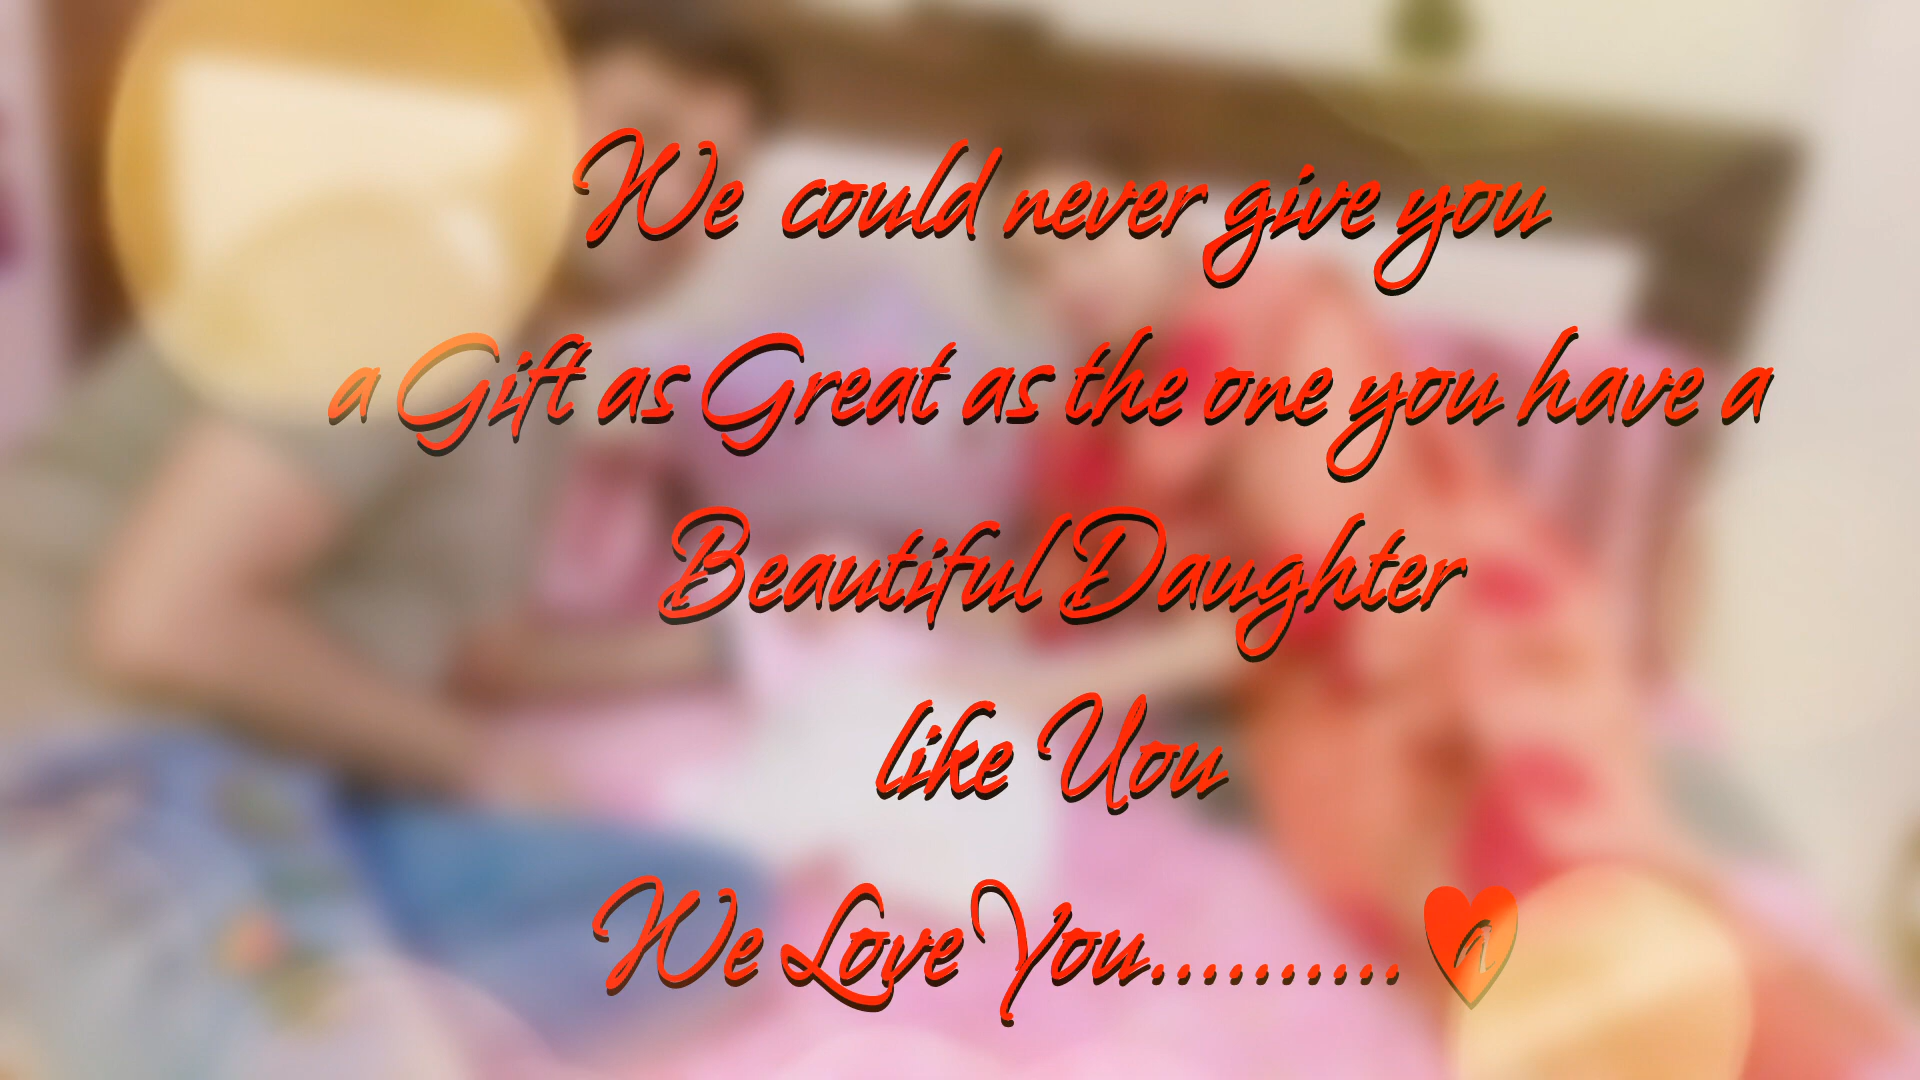 We could never give you
a Gift as Great as the one you have a
Beautiful Daughter
like You
We Love You.......... a